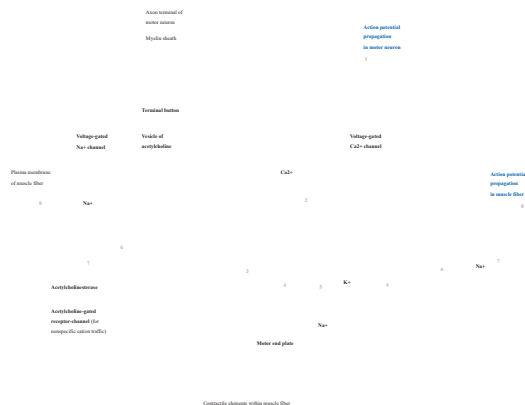 Axon terminal of
motor neuron
Myelin sheath
Action potential
propagation
in motor neuron
1
Terminal button
Voltage-gated
Na+ channel
Vesicle of
acetylcholine
Voltage-gated
Ca2+ channel
Plasma membrane
of muscle fiber
Ca2+
Action potential
propagation
in muscle fiber
8
Na+
2
8
6
7
3
4
5
K+
9
6
Na+
7
Acetylcholinesterase
Acetylcholine-gated
receptor-channel (for
nonspecific cation traffic)
Na+
Motor end plate
Contractile elements within muscle fiber